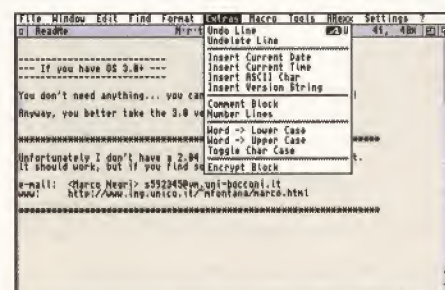 File Window Edit Find Format Extras Macro Tools ARexx Settings ?
ReadMe
Undo Line U
Undelete Line
Insert Current Date
Insert Current Time
Insert ASCII Char
Insert Version String
Comment Block
Number Lines
Word -> Lower Case
Word -> Upper Case
Toggle Char Case
Encrypt Block
--- If you have OS 3.0+ ---
You don't need anything... you can
Anyway, you better take the 3.0 ve
*****************************************************
Unfortunately I don't have a 2.04
It should work, but if you find so
e-mail: <Marco Negri>
www:
*****************************************************